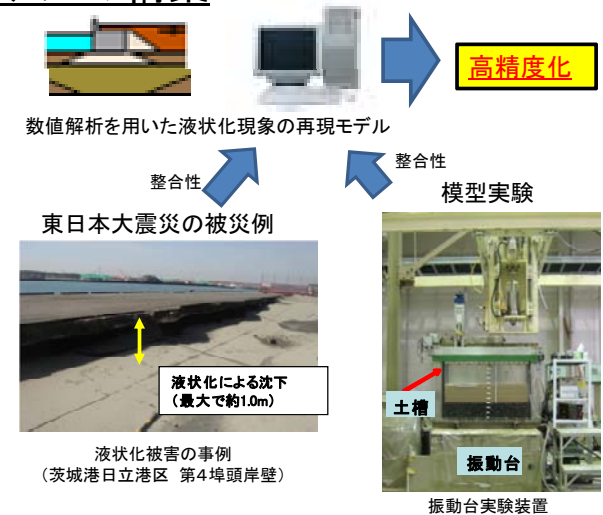 高精度化
数値解析を用いた液状化現象の再現モデル
整合性
整合性
模型実験
東日本大震災の被災例
液状化による沈下
（最大で約1.0m）
土槽
振動台
液状化被害の事例
（茨城港日立港区 第４埠頭岸壁）
振動台実験装置